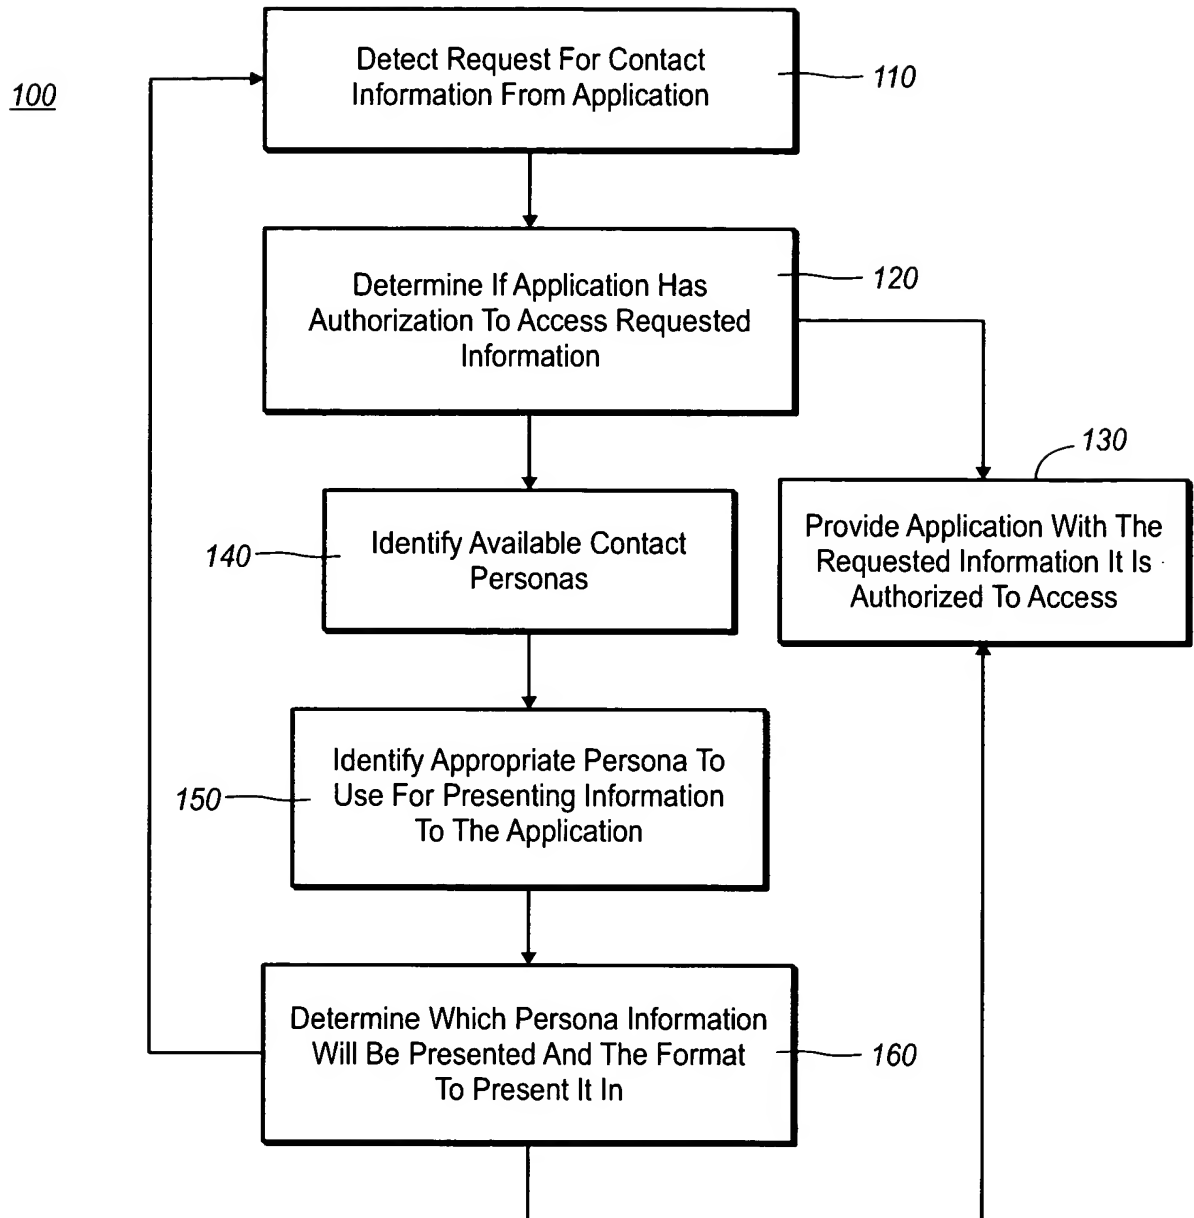 100
Detect Request For Contact
Information From Application
110
Determine If Application Has
Authorization To Access Requested
Information
120
130
Provide Application With The
Requested Information It Is
Authorized To Access
140
Identify Available Contact
Personas
150
Identify Appropriate Persona To
Use For Presenting Information
To The Application
Determine Which Persona Information
Will Be Presented And The Format
To Present It In
160